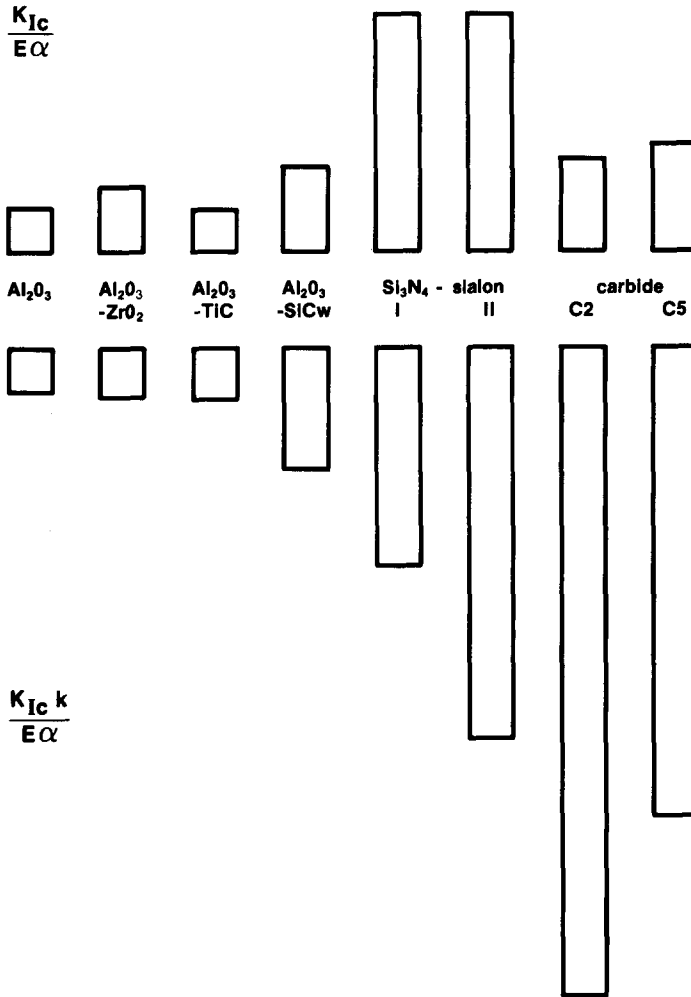 K_Ic
Eα
Al₂O₃ Al₂O₃ Al₂O₃ Al₂O₃ Si₃N₄ - sialon carbide
-ZrO₂ -TiC -SiCw I II C2 C5
K_Ic k
Eα